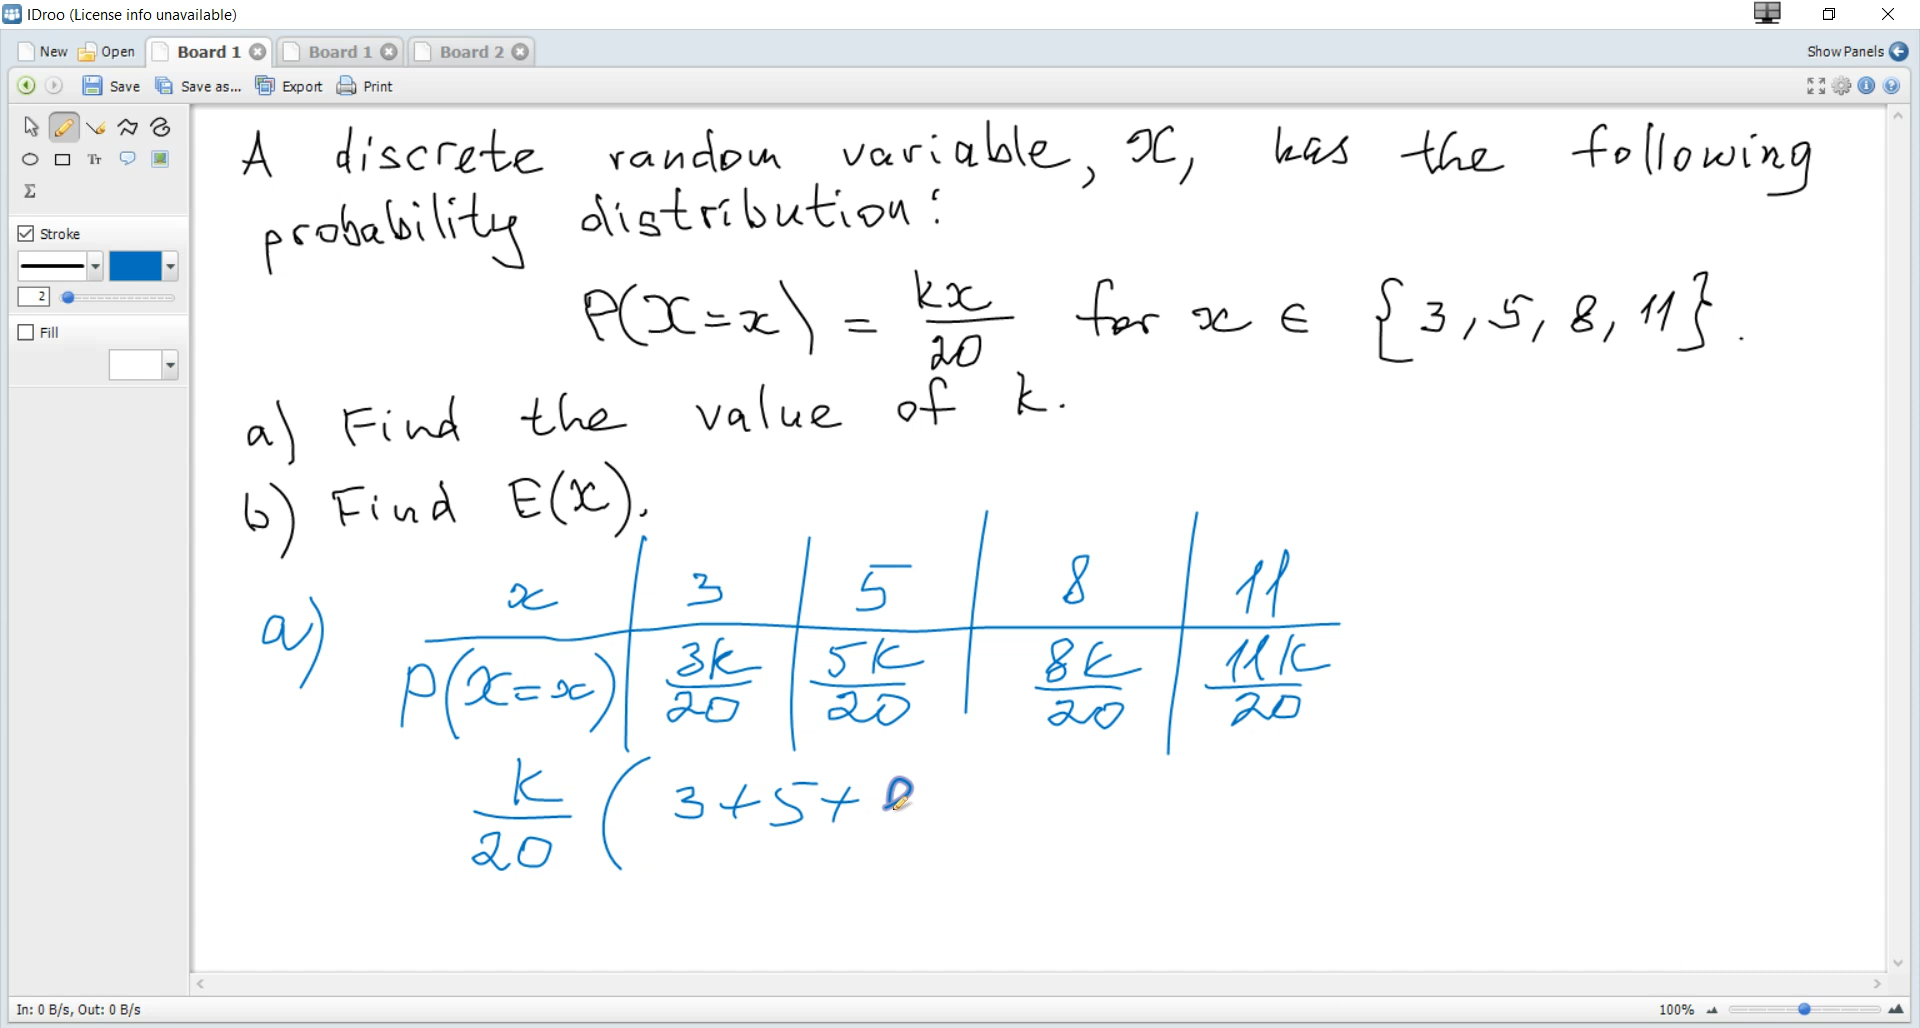 IDroo (License info unavailable)
New Open Board 1 Board 1 Board 2 Show Panels
Save Save as... Export Print
A discrete random variable, X, has the following
probability distribution:
P(X=x) = kx/20 for x ∈ {3, 5, 8, 11}.
a) Find the value of k.
b) Find E(X).
a)
x 3 5 8 11
P(X=x) 3k/20 5k/20 8k/20 11k/20
k/20 ( 3+5+
Tт
Σ
Stroke
2
Fill
In: 0 B/s, Out: 0 B/s 100%